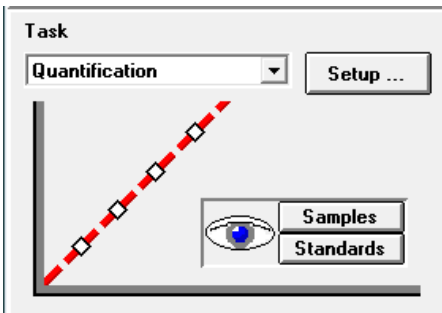 Task
Quantification
Setup ...
Samples
Standards